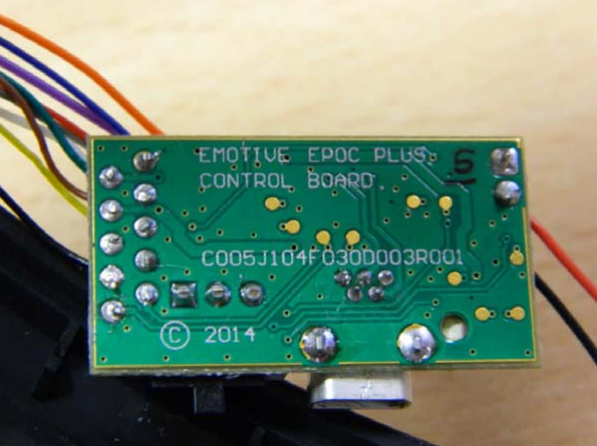 EMOTIVE EPOC PLUS.
CONTROL BOARD.
5
C005J104F030D003R001
© 2014